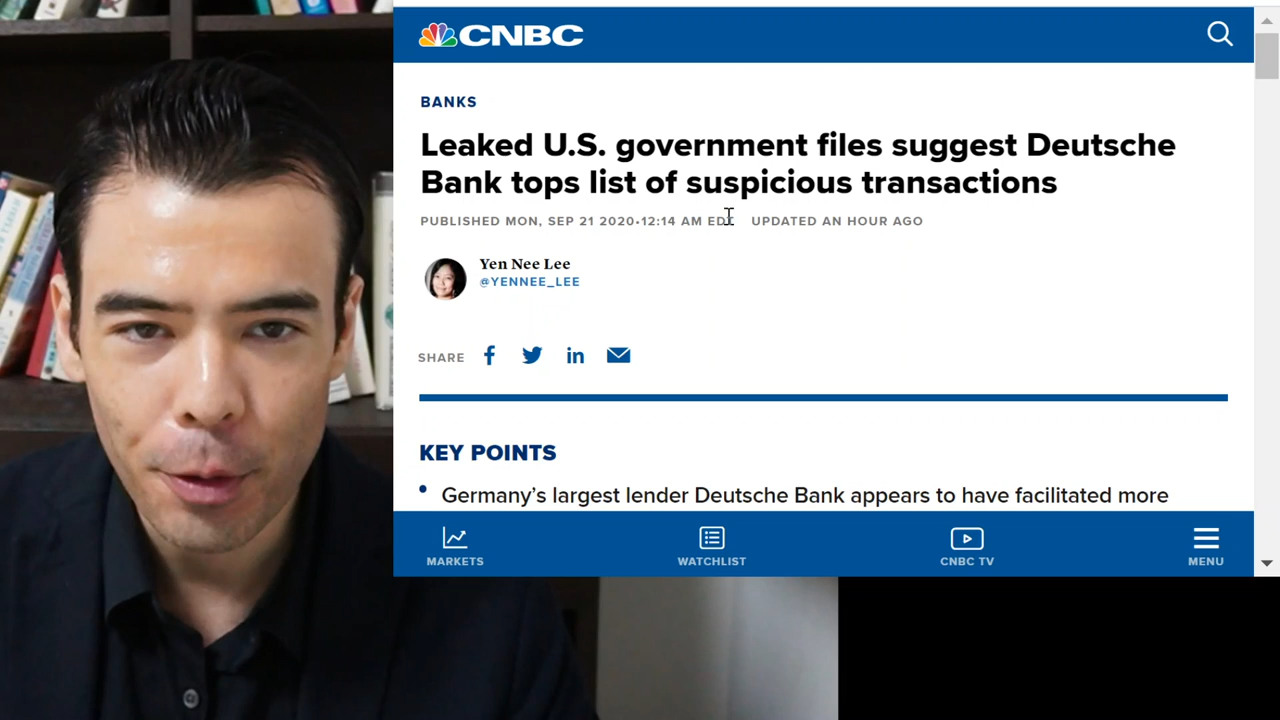 CNBC
BANKS
Leaked U.S. government files suggest Deutsche
Bank tops list of suspicious transactions
PUBLISHED MON, SEP 21 2020•12:14 AM EDT UPDATED AN HOUR AGO
Yen Nee Lee
@YENNEE_LEE
SHARE
KEY POINTS
• Germany’s largest lender Deutsche Bank appears to have facilitated more
MARKETS
WATCHLIST
CNBC TV
MENU